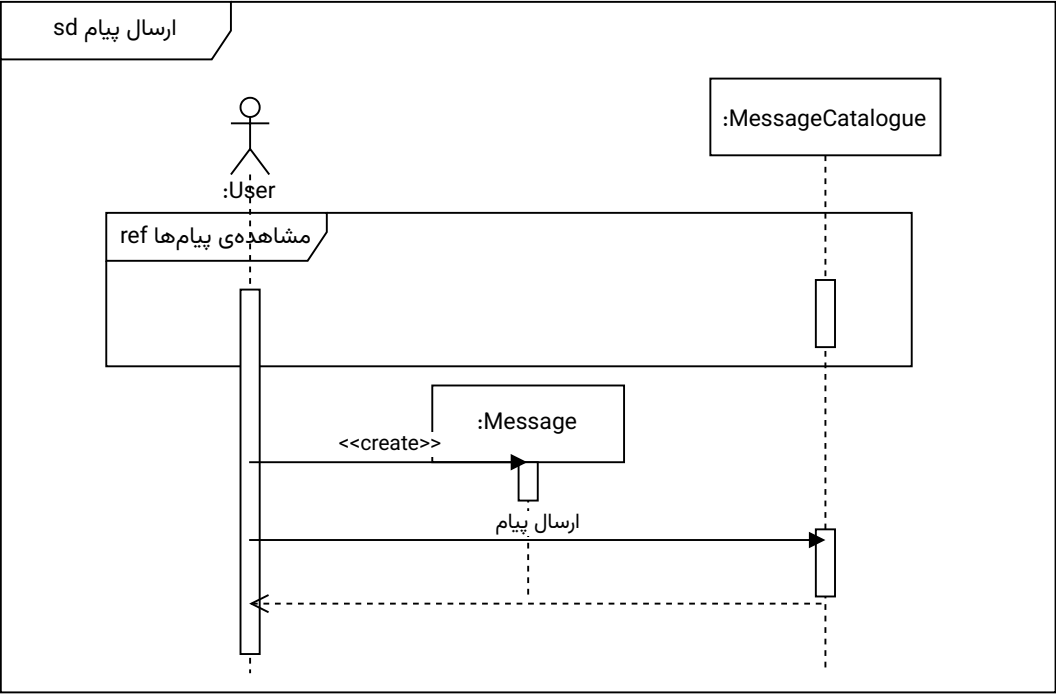 sd ارسال پیام
:MessageCatalogue
:User
ref مشاهده‌ی پیام‌ها
:Message
<<create>>
ارسال پیام